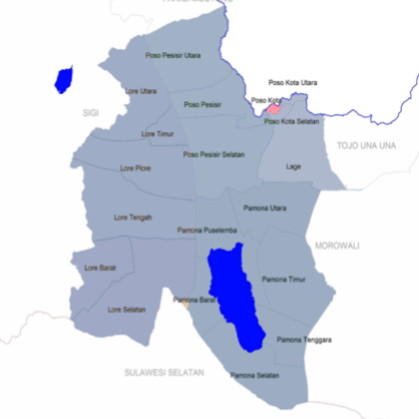 Poso Pesisir Utara
Poso Kota Utara
Lore Utara
Poso Kota
Poso Pesisir
SIGI
Poso Kota Selatan
Lore Timur
TOJO UNA UNA
Poso Pesisir Selatan
Lore Piore
Lage
Pamona Utara
Lore Tengah
Pamona Puselemba
MOROWALI
Lore Barat
Pamona Timur
Pamona Barat
Lore Selatan
Pamona Tenggara
SULAWESI SELATAN
Pamona Selatan